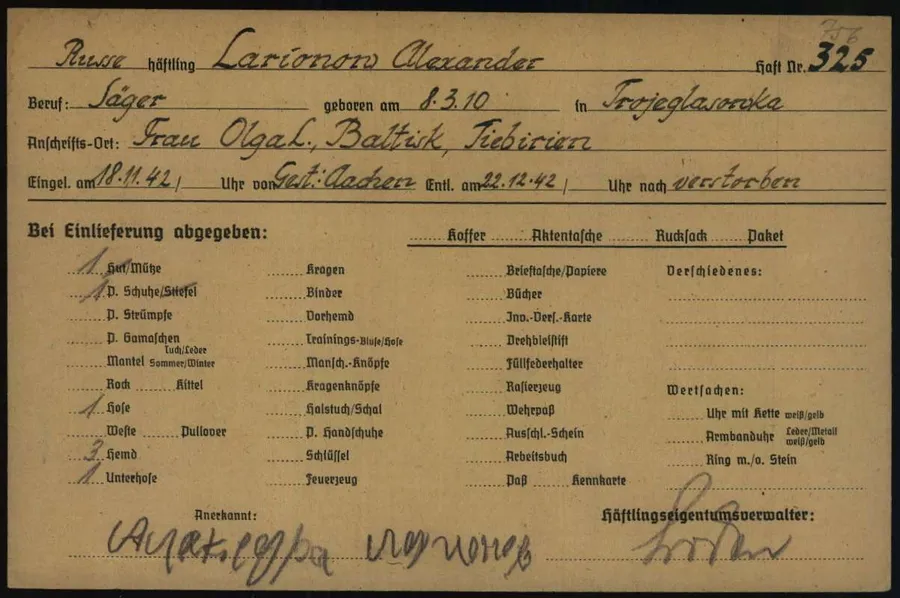 756
Russe häftling Larionow Alexander Haft Nr. 325
Beruf: Säger geboren am 8.3.10 in Trojeglasowka
Anschrifts-Ort: Frau Olga L., Baltisk, Tiebirien
Eingel. am 18.11.42 / Uhr von Gest: Aachen Entl. am 22.12.42 / Uhr nach verstorben
Bei Einlieferung abgegeben: Koffer Aktentasche Rucksack Paket
1 Hut/Mütze Kragen Brieftasche/Papiere Verschiedenes:
1 P. Schuhe/Stiefel Binder Bücher
P. Strümpfe Vorhemd Inv.-Vers.-Karte
P. Gamaschen Trainings-Bluse/Hose Drehbleistift
Mantel Tuch/Leder Sommer/Winter Mansch.-Knöpfe Füllfederhalter
Rock Kittel Kragenknöpfe Rasierzeug Wertsachen:
1 Hose Halstuch/Schal Wehrpaß Uhr mit Kette weiß/gelb
Weste Pullover P. Handschuhe Ausschl.-Schein Armbanduhr Leder/Metall weiß/gelb
3 Hemd Schlüssel Arbeitsbuch Ring m./o. Stein
1 Unterhose Feuerzeug Paß Kennkarte
Anerkannt: Häftlingseigentumsverwalter: